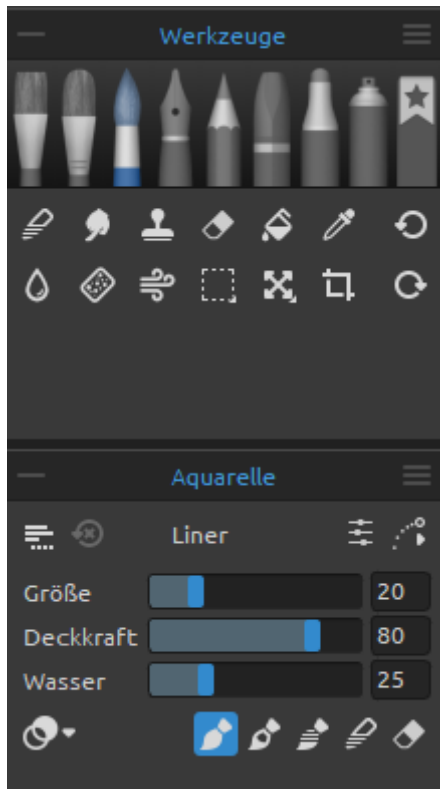 Werkzeuge
Aquarelle
Liner
Größe 20
Deckkraft 80
Wasser 25